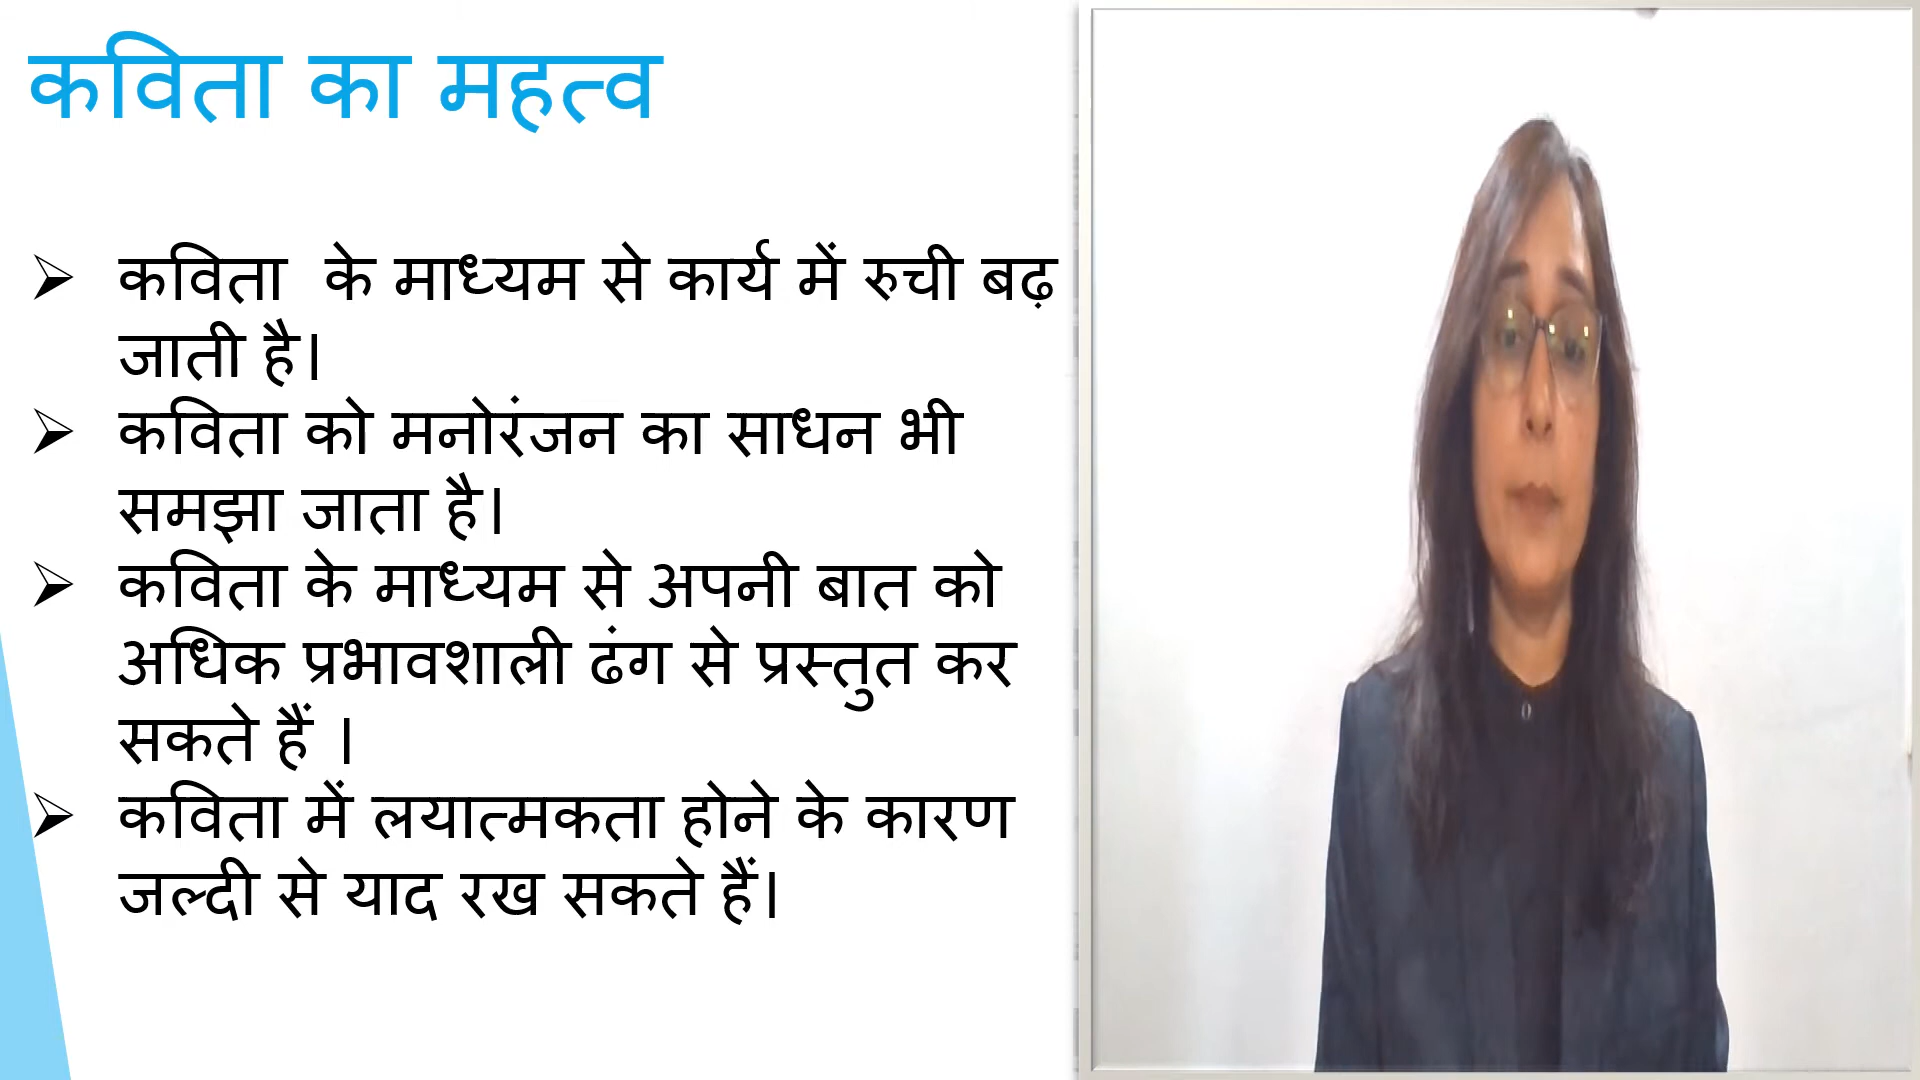 कविता का महत्व
➢ कविता के माध्यम से कार्य में रुची बढ़
जाती है।
➢ कविता को मनोरंजन का साधन भी
समझा जाता है।
➢ कविता के माध्यम से अपनी बात को
अधिक प्रभावशाली ढंग से प्रस्तुत कर
सकते हैं ।
➢ कविता में लयात्मकता होने के कारण
जल्दी से याद रख सकते हैं।